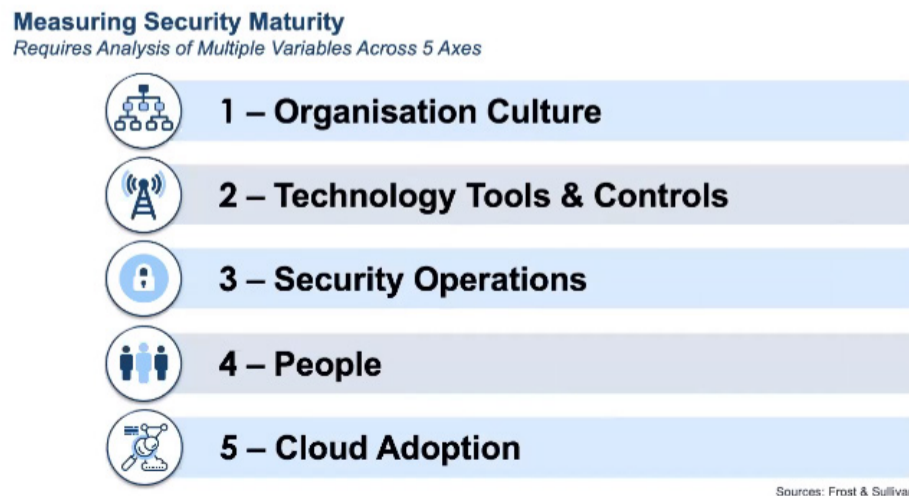 Measuring Security Maturity
Requires Analysis of Multiple Variables Across 5 Axes
1 – Organisation Culture
2 – Technology Tools & Controls
3 – Security Operations
4 – People
5 – Cloud Adoption
Sources: Frost & Sullivan